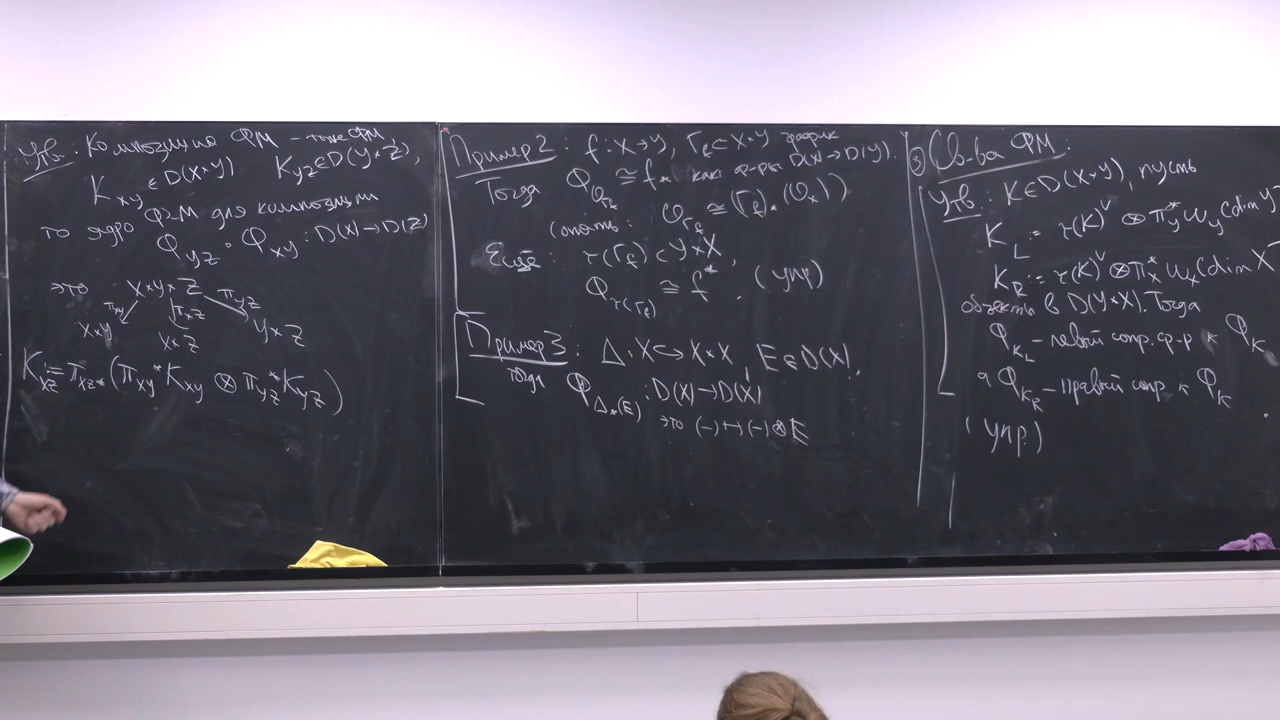 Утв.: Композиция ФМ – тоже ФМ,
K_{XY} ∈ D(X×Y) K_{YZ} ∈ D(Y×Z),
то ядро Ф-М для композиции
Φ_{YZ} ∘ Φ_{XY} : D(X) → D(Z)
это X×Y×Z
π_{XY} π_{XZ} π_{YZ}
X×Y X×Z Y×Z
K_{XZ} := π_{XZ*}(π_{XY}^* K_{XY} ⊗ π_{YZ}^* K_{YZ})
Пример 2: f: X→Y, Γ_f ⊂ X×Y график
Тогда Φ_{O_{Γ_f}} ≅ f_* как ф-ры D(X)→D(Y).
(опять: O_{Γ_f} ≅ (Γ_f)_*(O_X))
Ещё: τ(Γ_f) ⊂ Y×X,
Φ_{τ(Γ_f)} ≅ f^*, (упр)
Пример 3: Δ: X ↪ X×X, E ∈ D(X),
тогда Φ_{Δ_*(E)} : D(X)→D(X)
это (–) ↦ (–) ⊗ E
③ Св-ва ФМ:
Утв.: K ∈ D(X×Y), пусть
K_L := τ(K)^∨ ⊗ π_Y^* ω_Y [dim Y
K_R := τ(K)^∨ ⊗ π_X^* ω_X [dim X
объекты в D(Y×X). Тогда
Φ_{K_L} – левый сопр. ф-р к Φ_K
а Φ_{K_R} – правый сопр к Φ_K
(упр)